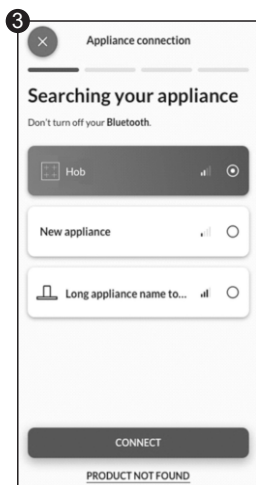 3
Appliance connection
Searching your appliance
Don't turn off your Bluetooth.
Hob
New appliance
Long appliance name to...
CONNECT
PRODUCT NOT FOUND